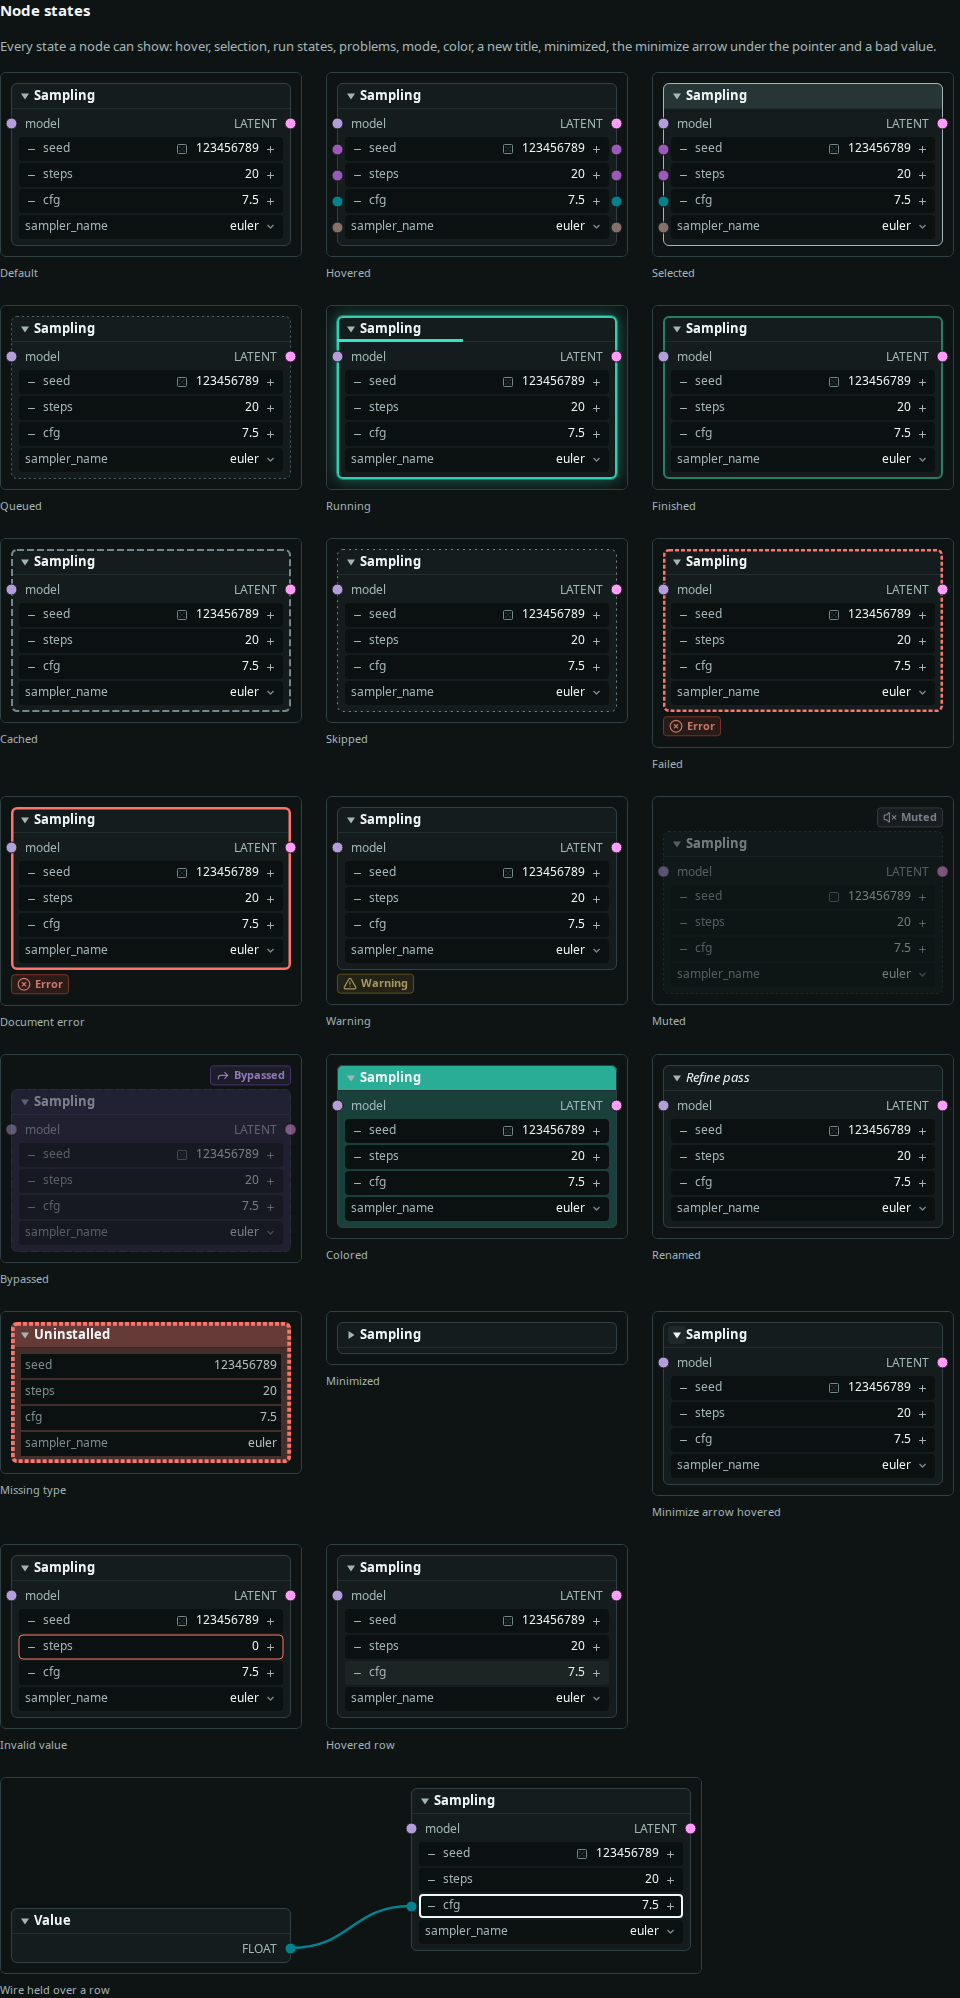 Node states
Every state a node can show: hover, selection, run states, problems, mode, color, a new title, minimized, the minimize arrow under the pointer and a bad value.
Sampling
model LATENT
– seed 123456789 +
– steps 20 +
– cfg 7.5 +
sampler_name euler
Default
Sampling
model LATENT
– seed 123456789 +
– steps 20 +
– cfg 7.5 +
sampler_name euler
Hovered
Sampling
model LATENT
– seed 123456789 +
– steps 20 +
– cfg 7.5 +
sampler_name euler
Selected
Sampling
model LATENT
– seed 123456789 +
– steps 20 +
– cfg 7.5 +
sampler_name euler
Queued
Sampling
model LATENT
– seed 123456789 +
– steps 20 +
– cfg 7.5 +
sampler_name euler
Running
Sampling
model LATENT
– seed 123456789 +
– steps 20 +
– cfg 7.5 +
sampler_name euler
Finished
Sampling
model LATENT
– seed 123456789 +
– steps 20 +
– cfg 7.5 +
sampler_name euler
Cached
Sampling
model LATENT
– seed 123456789 +
– steps 20 +
– cfg 7.5 +
sampler_name euler
Skipped
Sampling
model LATENT
– seed 123456789 +
– steps 20 +
– cfg 7.5 +
sampler_name euler
Error
Failed
Sampling
model LATENT
– seed 123456789 +
– steps 20 +
– cfg 7.5 +
sampler_name euler
Error
Document error
Sampling
model LATENT
– seed 123456789 +
– steps 20 +
– cfg 7.5 +
sampler_name euler
Warning
Warning
Muted
Sampling
model LATENT
– seed 123456789 +
– steps 20 +
– cfg 7.5 +
sampler_name euler
Muted
Bypassed
Sampling
model LATENT
– seed 123456789 +
– steps 20 +
– cfg 7.5 +
sampler_name euler
Bypassed
Sampling
model LATENT
– seed 123456789 +
– steps 20 +
– cfg 7.5 +
sampler_name euler
Colored
Refine pass
model LATENT
– seed 123456789 +
– steps 20 +
– cfg 7.5 +
sampler_name euler
Renamed
Uninstalled
seed 123456789
steps 20
cfg 7.5
sampler_name euler
Missing type
Sampling
Minimized
Sampling
model LATENT
– seed 123456789 +
– steps 20 +
– cfg 7.5 +
sampler_name euler
Minimize arrow hovered
Sampling
model LATENT
– seed 123456789 +
– steps 0 +
– cfg 7.5 +
sampler_name euler
Invalid value
Sampling
model LATENT
– seed 123456789 +
– steps 20 +
– cfg 7.5 +
sampler_name euler
Hovered row
Sampling
model LATENT
– seed 123456789 +
– steps 20 +
– cfg 7.5 +
sampler_name euler
Value
FLOAT
Wire held over a row